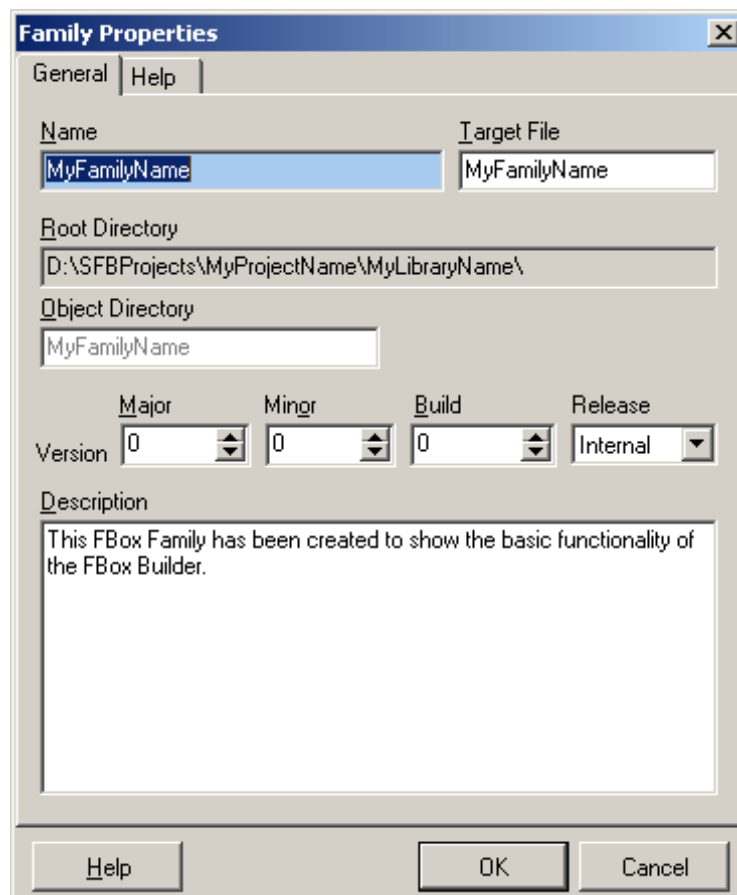 Family Properties
General Help
Name Target File
MyFamilyName MyFamilyName
Root Directory
D:\SFBProjects\MyProjectName\MyLibraryName\
Object Directory
MyFamilyName
Major Minor Build Release
Version 0 0 0 Internal
Description
This FBox Family has been created to show the basic functionality of
the FBox Builder.
Help OK Cancel